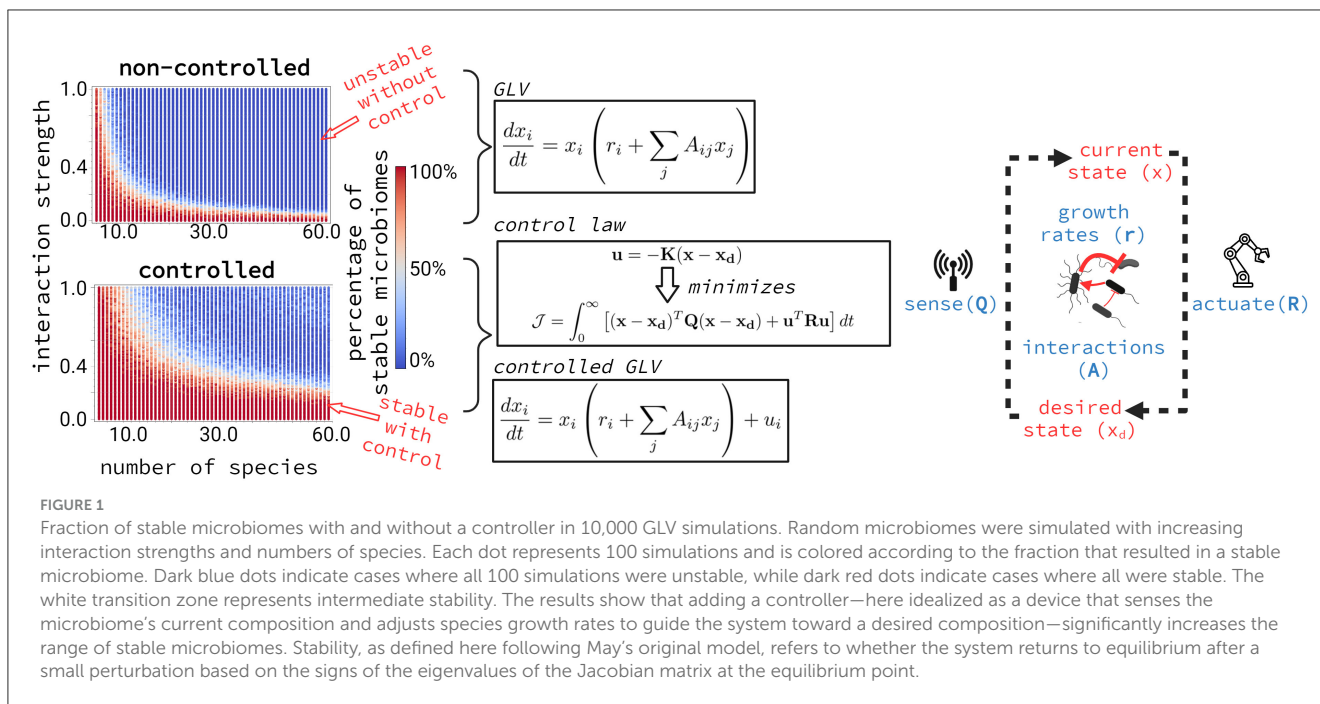 non-controlled
unstable
without
control
interaction strength
1.0
0.4
0.0
10.0
30.0
60.0
controlled
1.0
0.4
0.0
10.0
30.0
60.0
number of species
stable
with
control
percentage of
stable microbiomes
100%
50%
0%
GLV
dx_i/dt = x_i (r_i + ∑_j A_ij x_j)
control law
u = −K(x − x_d)
minimizes
𝒥 = ∫_0^∞ [(x − x_d)^T Q(x − x_d) + u^T Ru] dt
controlled GLV
dx_i/dt = x_i (r_i + ∑_j A_ij x_j) + u_i
current
state (x)
growth
rates (r)
sense(Q)
actuate(R)
interactions
(A)
desired
state (x_d)
FIGURE 1
Fraction of stable microbiomes with and without a controller in 10,000 GLV simulations. Random microbiomes were simulated with increasing
interaction strengths and numbers of species. Each dot represents 100 simulations and is colored according to the fraction that resulted in a stable
microbiome. Dark blue dots indicate cases where all 100 simulations were unstable, while dark red dots indicate cases where all were stable. The
white transition zone represents intermediate stability. The results show that adding a controller—here idealized as a device that senses the
microbiome's current composition and adjusts species growth rates to guide the system toward a desired composition—significantly increases the
range of stable microbiomes. Stability, as defined here following May's original model, refers to whether the system returns to equilibrium after a
small perturbation based on the signs of the eigenvalues of the Jacobian matrix at the equilibrium point.